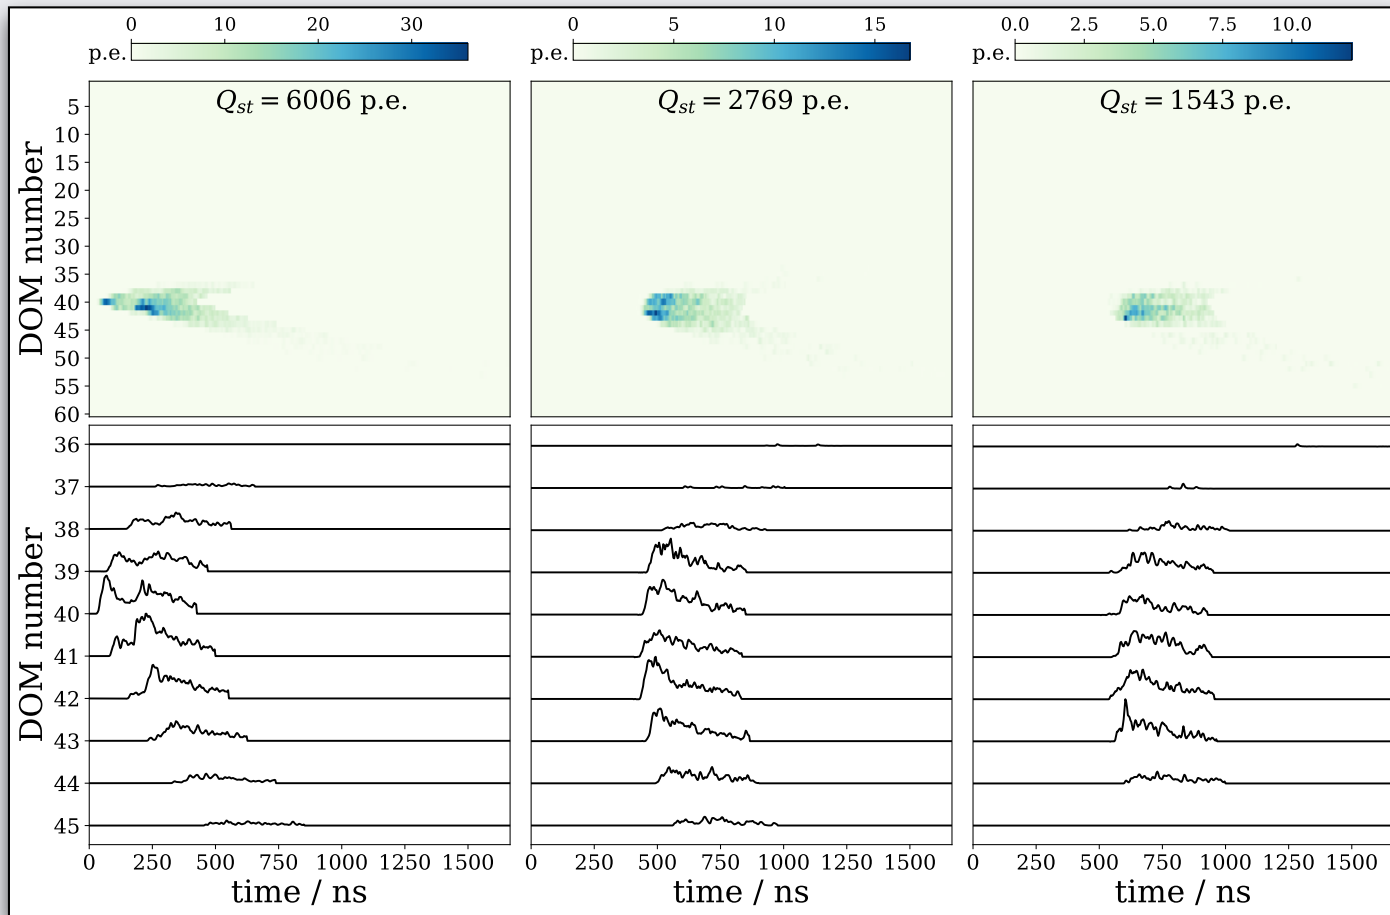 0 10 20 30
p.e.
0 5 10 15
p.e.
0.0 2.5 5.0 7.5 10.0
p.e.
Q_st = 6006 p.e.
Q_st = 2769 p.e.
Q_st = 1543 p.e.
DOM number
5
10
15
20
25
30
35
40
45
50
55
60
DOM number
36
37
38
39
40
41
42
43
44
45
0 250 500 750 1000 1250 1500
time / ns
0 250 500 750 1000 1250 1500
time / ns
0 250 500 750 1000 1250 1500
time / ns